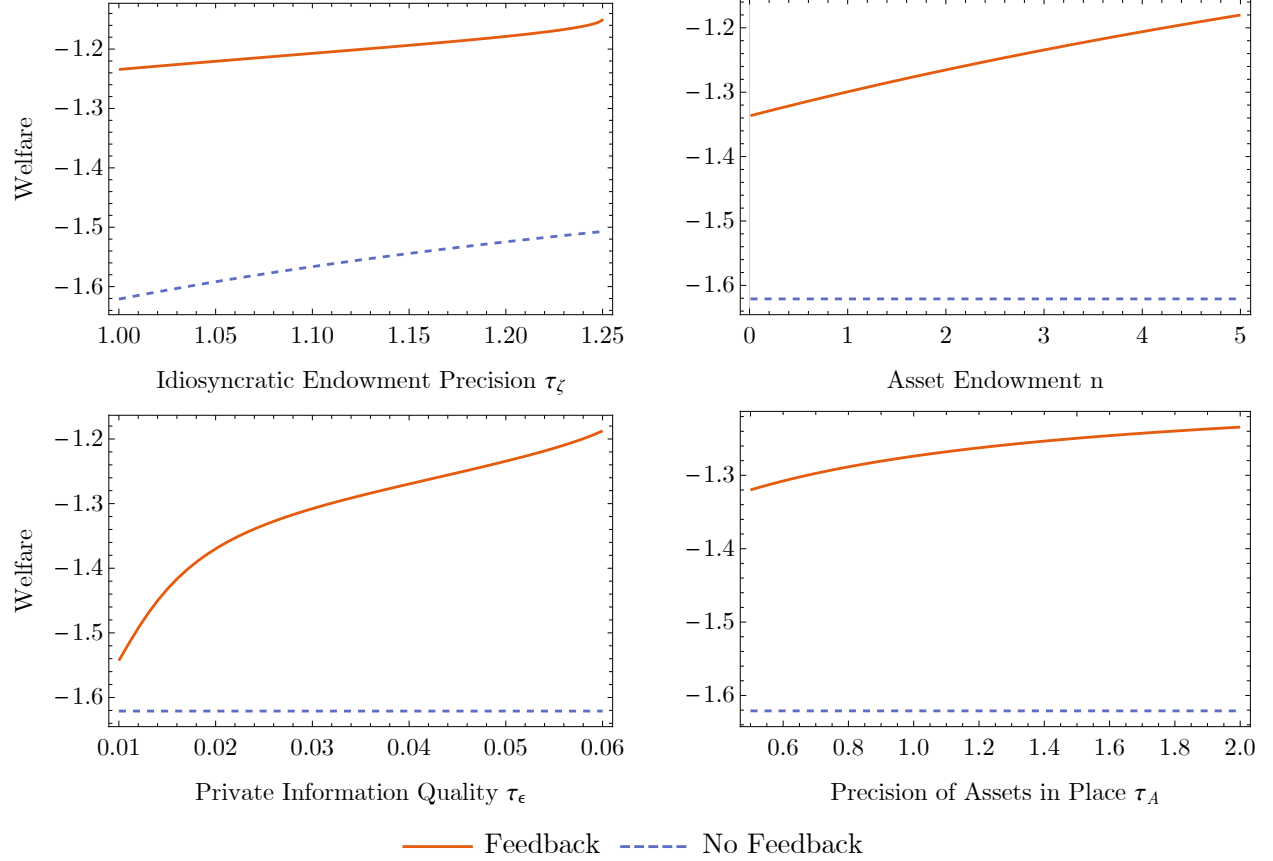 Welfare
−1.2
−1.3
−1.4
−1.5
−1.6
1.00 1.05 1.10 1.15 1.20 1.25
Idiosyncratic Endowment Precision τζ
−1.2
−1.3
−1.4
−1.5
−1.6
0 1 2 3 4 5
Asset Endowment n
Welfare
−1.2
−1.3
−1.4
−1.5
−1.6
0.01 0.02 0.03 0.04 0.05 0.06
Private Information Quality τϵ
−1.3
−1.4
−1.5
−1.6
0.6 0.8 1.0 1.2 1.4 1.6 1.8 2.0
Precision of Assets in Place τA
Feedback No Feedback